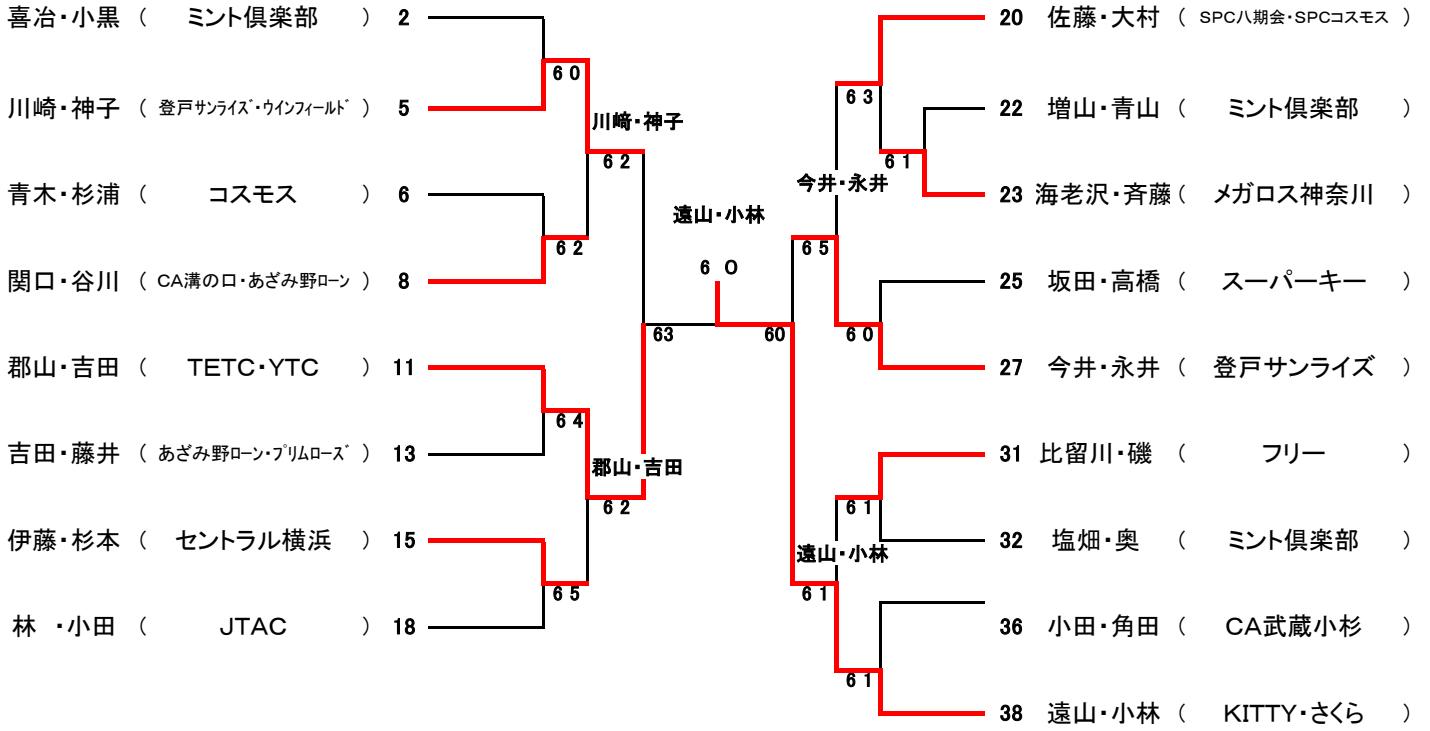 喜冶・小黒 ( ミント倶楽部 ) 2
川崎・神子 ( 登戸サンライズ・ウインフィールド ) 5
青木・杉浦 ( コスモス ) 6
関口・谷川 ( CA溝の口・あざみ野ローン ) 8
郡山・吉田 ( TETC・YTC ) 11
吉田・藤井 ( あざみ野ローン・プリムローズ ) 13
伊藤・杉本 ( セントラル横浜 ) 15
林 ・小田 ( JTAC ) 18
6 0
6 2
6 4
6 5
川﨑・神子
6 2
郡山・吉田
6 2
63
遠山・小林
6 0
60
今井・永井
6 5
遠山・小林
6 1
6 3
6 1
6 0
6 1
6 1
20 佐藤・大村 ( SPC八期会・SPCコスモス )
22 増山・青山 ( ミント倶楽部 )
23 海老沢・斉藤 ( メガロス神奈川 )
25 坂田・高橋 ( スーパーキー )
27 今井・永井 ( 登戸サンライズ )
31 比留川・磯 ( フリー )
32 塩畑・奥 ( ミント倶楽部 )
36 小田・角田 ( CA武蔵小杉 )
38 遠山・小林 ( KITTY・さくら )